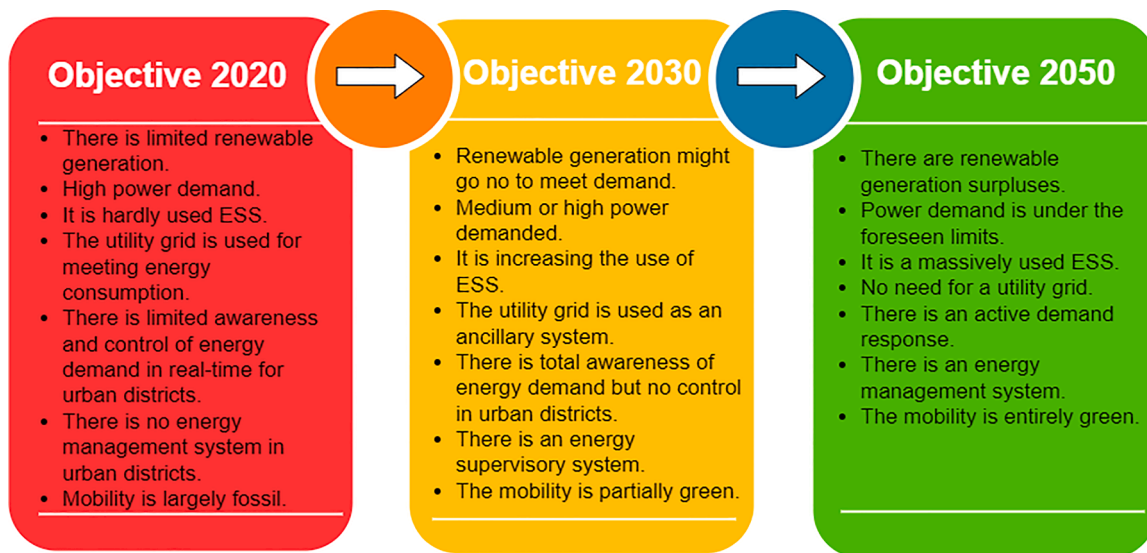 Objective 2020
• There is limited renewable
generation.
• High power demand.
• It is hardly used ESS.
• The utility grid is used for
meeting energy
consumption.
• There is limited awareness
and control of energy
demand in real-time for
urban districts.
• There is no energy
management system in
urban districts.
• Mobility is largely fossil.
Objective 2030
• Renewable generation might
go no to meet demand.
• Medium or high power
demanded.
• It is increasing the use of
ESS.
• The utility grid is used as an
ancillary system.
• There is total awareness of
energy demand but no control
in urban districts.
• There is an energy
supervisory system.
• The mobility is partially green.
Objective 2050
• There are renewable
generation surpluses.
• Power demand is under the
foreseen limits.
• It is a massively used ESS.
• No need for a utility grid.
• There is an active demand
response.
• There is an energy
management system.
• The mobility is entirely green.